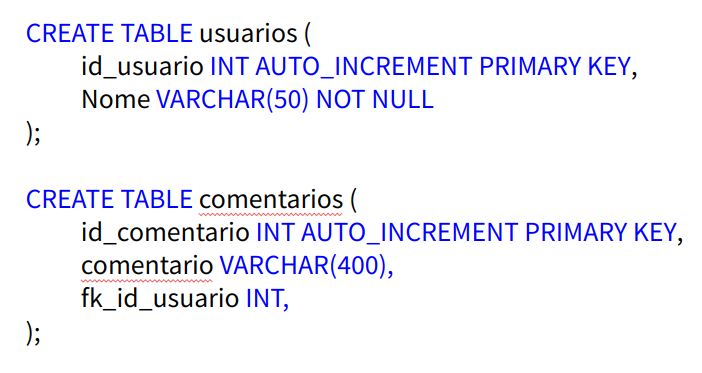 CREATE TABLE usuarios (
id_usuario INT AUTO_INCREMENT PRIMARY KEY,
Nome VARCHAR(50) NOT NULL
);
CREATE TABLE comentarios (
id_comentario INT AUTO_INCREMENT PRIMARY KEY,
comentario VARCHAR(400),
fk_id_usuario INT,
);